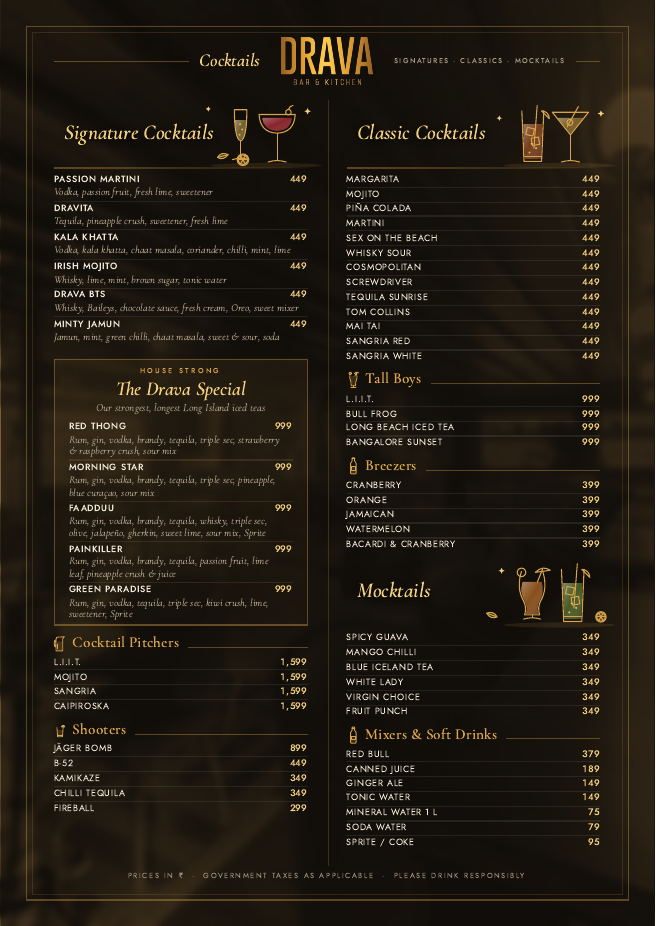 Cocktails
DRAVA
BAR & KITCHEN
SIGNATURES · CLASSICS · MOCKTAILS
Signature Cocktails
PASSION MARTINI 449
Vodka, passion fruit, fresh lime, sweetener
DRAVITA 449
Tequila, pineapple crush, sweetener, fresh lime
KALA KHATTA 449
Vodka, kala khatta, chaat masala, coriander, chilli, mint, lime
IRISH MOJITO 449
Whisky, lime, mint, brown sugar, tonic water
DRAVA BTS 449
Whisky, Baileys, chocolate sauce, fresh cream, Oreo, sweet mixer
MINTY JAMUN 449
Jamun, mint, green chilli, chaat masala, sweet & sour, soda
HOUSE STRONG
The Drava Special
Our strongest, longest Long Island iced teas
RED THONG 999
Rum, gin, vodka, brandy, tequila, triple sec, strawberry
& raspberry crush, sour mix
MORNING STAR 999
Rum, gin, vodka, brandy, tequila, triple sec, pineapple,
blue curaçao, sour mix
FAADDUU 999
Rum, gin, vodka, brandy, tequila, whisky, triple sec,
olive, jalapeño, gherkin, sweet lime, sour mix, Sprite
PAINKILLER 999
Rum, gin, vodka, brandy, tequila, passion fruit, lime
leaf, pineapple crush & juice
GREEN PARADISE 999
Rum, gin, vodka, tequila, triple sec, kiwi crush, lime,
sweetener, Sprite
Cocktail Pitchers
L.I.I.T. 1,599
MOJITO 1,599
SANGRIA 1,599
CAIPIROSKA 1,599
Shooters
JÄGER BOMB 899
B-52 449
KAMIKAZE 349
CHILLI TEQUILA 349
FIREBALL 299
Classic Cocktails
MARGARITA 449
MOJITO 449
PIÑA COLADA 449
MARTINI 449
SEX ON THE BEACH 449
WHISKY SOUR 449
COSMOPOLITAN 449
SCREWDRIVER 449
TEQUILA SUNRISE 449
TOM COLLINS 449
MAI TAI 449
SANGRIA RED 449
SANGRIA WHITE 449
Tall Boys
L.I.I.T. 999
BULL FROG 999
LONG BEACH ICED TEA 999
BANGALORE SUNSET 999
Breezers
CRANBERRY 399
ORANGE 399
JAMAICAN 399
WATERMELON 399
BACARDI & CRANBERRY 399
Mocktails
SPICY GUAVA 349
MANGO CHILLI 349
BLUE ICELAND TEA 349
WHITE LADY 349
VIRGIN CHOICE 349
FRUIT PUNCH 349
Mixers & Soft Drinks
RED BULL 379
CANNED JUICE 189
GINGER ALE 149
TONIC WATER 149
MINERAL WATER 1 L 75
SODA WATER 79
SPRITE / COKE 95
PRICES IN ₹ · GOVERNMENT TAXES AS APPLICABLE · PLEASE DRINK RESPONSIBLY